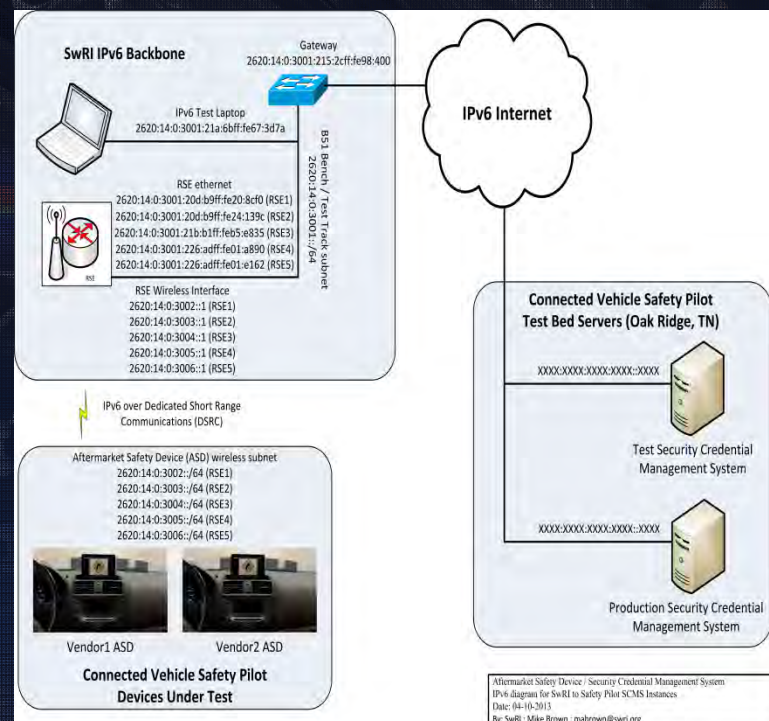 SwRI IPv6 Backbone
Gateway
2620:14:0:3001:215:2cff:fe98:400
IPv6 Test Laptop
2620:14:0:3001:21a:6bff:fe67:3d7a
B51 Bench / Test Track subnet
2620:14:0:3001::/64
RSE ethernet
2620:14:0:3001:20d:b9ff:fe20:8cf0 (RSE1)
2620:14:0:3001:20d:b9ff:fe24:139c (RSE2)
2620:14:0:3001:21b:b1ff:feb5:e835 (RSE3)
2620:14:0:3001:226:adff:fe01:a890 (RSE4)
2620:14:0:3001:226:adff:fe01:e162 (RSE5)
RSE
RSE Wireless Interface
2620:14:0:3002::1 (RSE1)
2620:14:0:3003::1 (RSE2)
2620:14:0:3004::1 (RSE3)
2620:14:0:3005::1 (RSE4)
2620:14:0:3006::1 (RSE5)
IPv6 Internet
IPv6 over Dedicated Short Range
Communications (DSRC)
Aftermarket Safety Device (ASD) wireless subnet
2620:14:0:3002::/64 (RSE1)
2620:14:0:3003::/64 (RSE2)
2620:14:0:3004::/64 (RSE3)
2620:14:0:3005::/64 (RSE4)
2620:14:0:3006::/64 (RSE5)
Vendor1 ASD
Vendor2 ASD
Connected Vehicle Safety Pilot
Devices Under Test
Connected Vehicle Safety Pilot
Test Bed Servers (Oak Ridge, TN)
XXXX:XXXX:XXXX:XXXX::XXXX
Test Security Credential
Management System
XXXX:XXXX:XXXX:XXXX::XXXX
Production Security Credential
Management System
Aftermarket Safety Device / Security Credential Management System
IPv6 diagram for SwRI to Safety Pilot SCMS Instances
Date: 04-10-2013
By: SwRI : Mike Brown : mabrown@swri.org